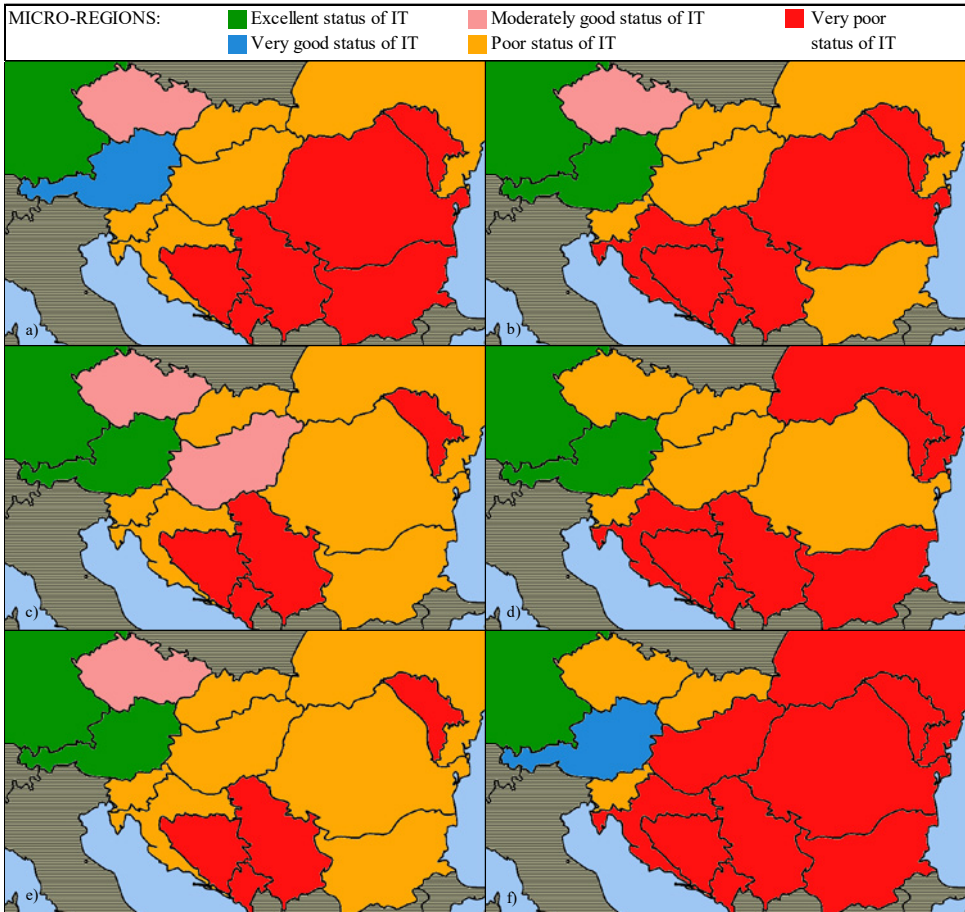 MICRO-REGIONS:
Excellent status of IT
Moderately good status of IT
Very poor
status of IT
Very good status of IT
Poor status of IT
a)
b)
c)
d)
e)
f)